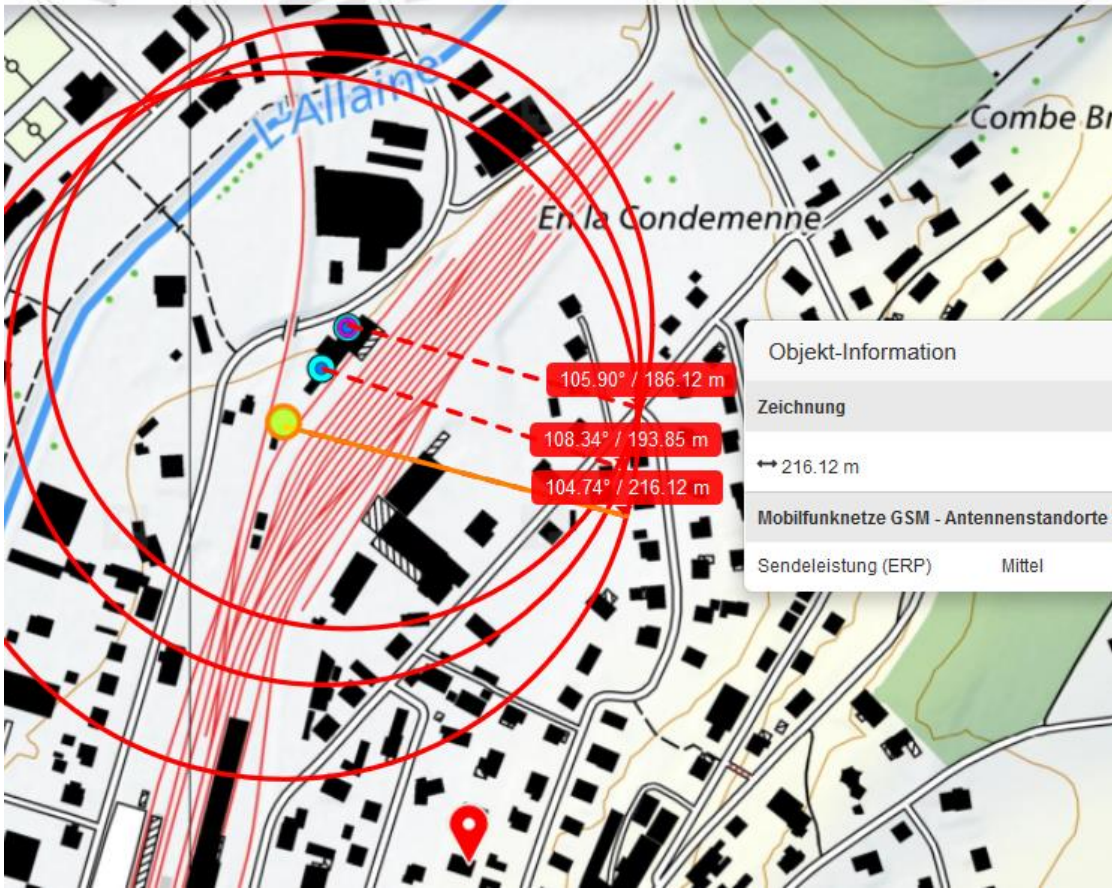 L'Allaine
Combe Br
En la Condemenne
105.90° / 186.12 m
108.34° / 193.85 m
104.74° / 216.12 m
Objekt-Information
Zeichnung
↔ 216.12 m
Mobilfunknetze GSM - Antennenstandorte
Sendeleistung (ERP) Mittel